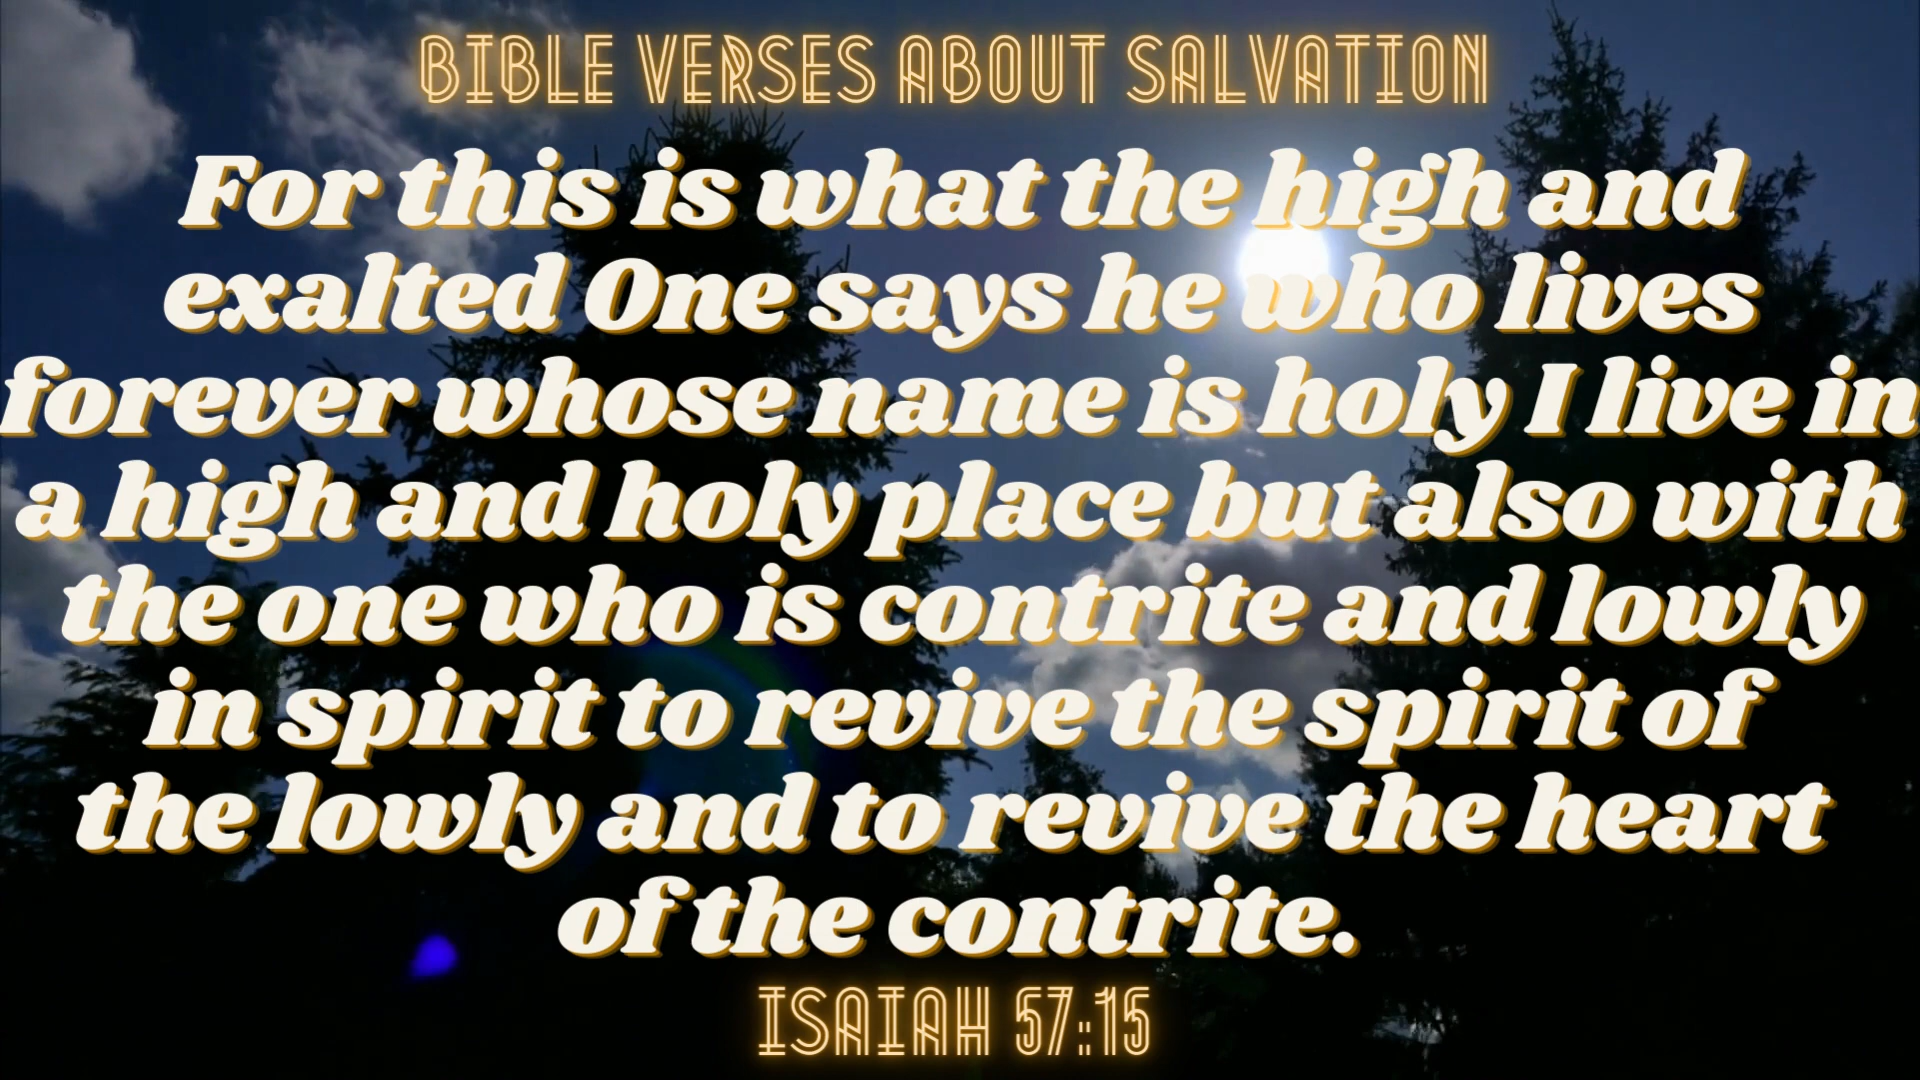 BIBLE VERSES ABOUT SALVATION
For this is what the high and
exalted One says he who lives
forever whose name is holy I live in
a high and holy place but also with
the one who is contrite and lowly
in spirit to revive the spirit of
the lowly and to revive the heart
of the contrite.
ISAIAH 57:15